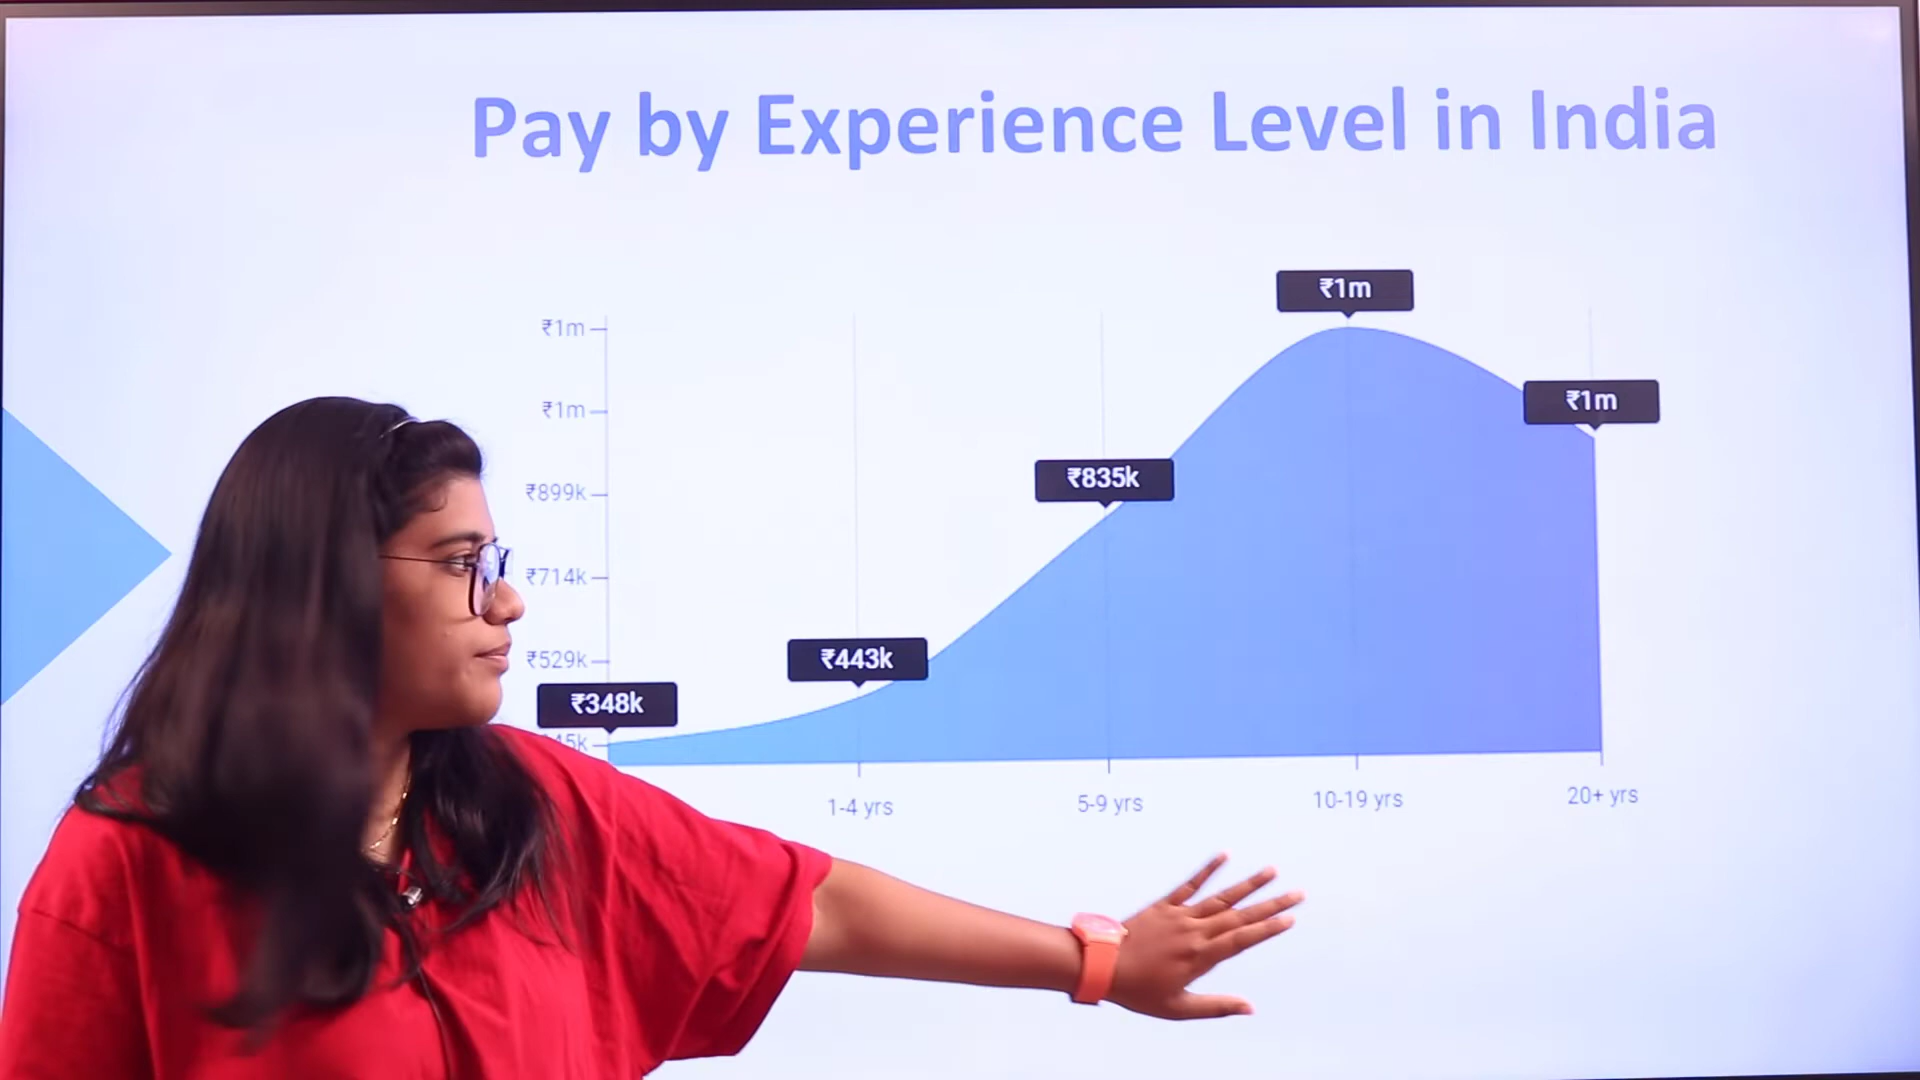 Pay by Experience Level in India
₹1m
₹1m
₹1m
₹1m
₹835k
₹899k
₹714k
₹443k
₹529k
₹348k
1-4 yrs
5-9 yrs
10-19 yrs
20+ yrs